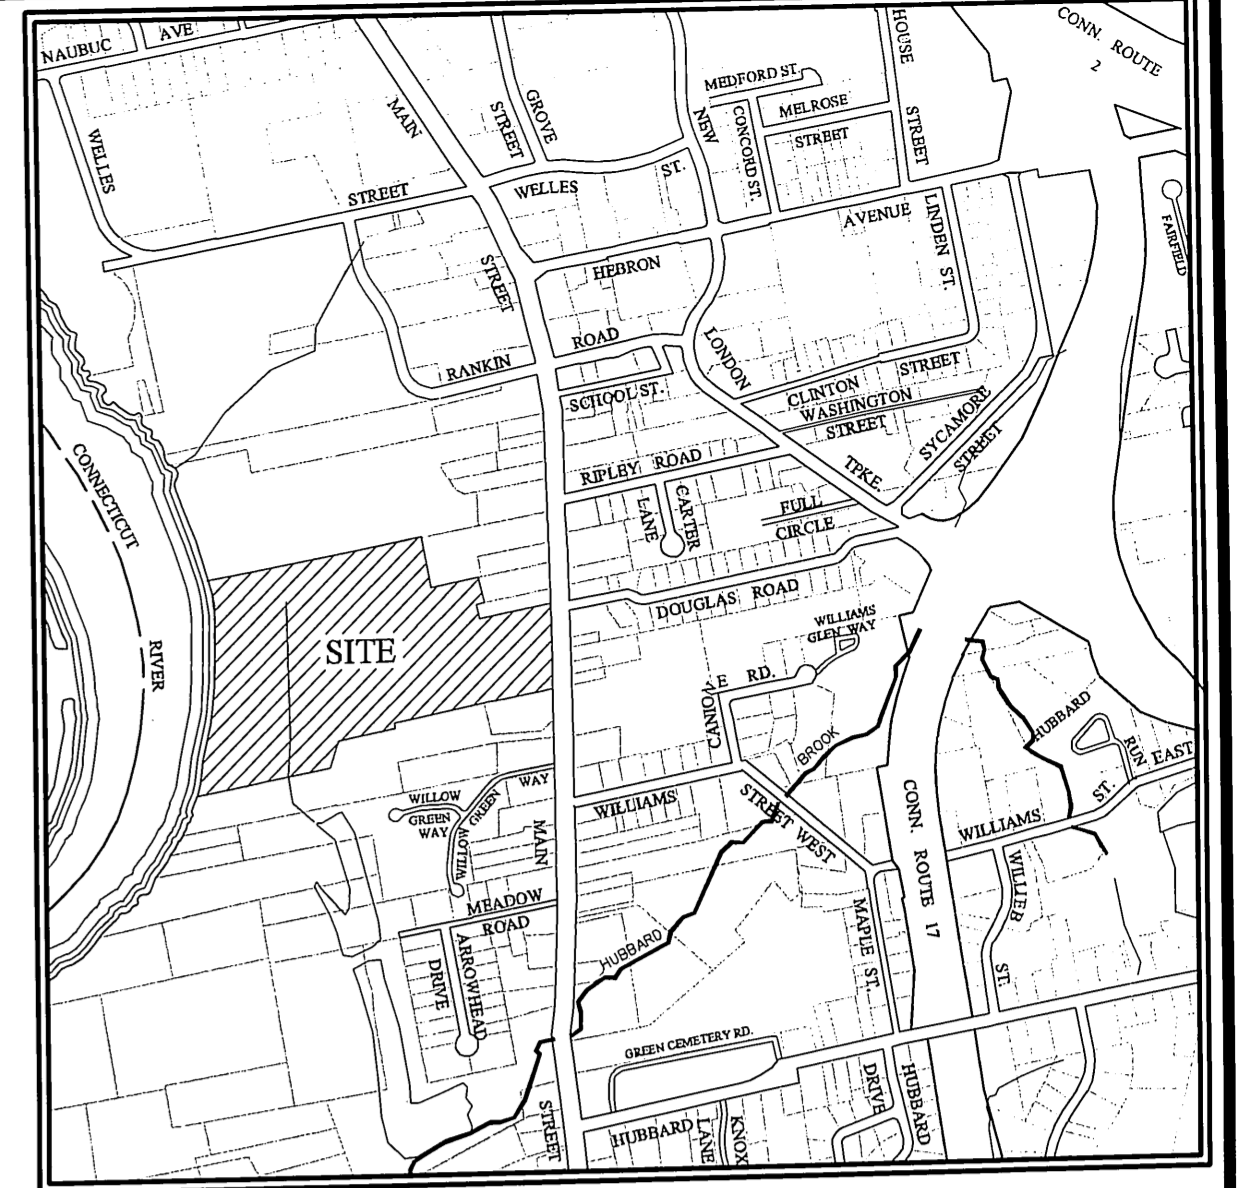 NAUBUC AVE
CONN. ROUTE
2
HOUSE
STREET
MEDFORD ST.
MELROSE
STREET
CONCORD ST.
NEW
LONDON
TPKE.
GROVE
STREET
MAIN
STREET
WELLES
STREET
WELLES ST.
FAIRFIELD
HEBRON
AVENUE
LINDEN ST.
RANKIN
ROAD
SCHOOL ST.
CLINTON
STREET
WASHINGTON
STREET
SYCAMORE
STREET
RIPLEY ROAD
CARTER
LANE
FULL
CIRCLE
DOUGLAS ROAD
CONNECTICUT
RIVER
SITE
WILLIAMS
GLEN WAY
CANIO E RD.
BROOK
HUBBARD
RUN
EAST
ST.
WILLIAMS
WILLIAMS
STREET WEST
CONN. ROUTE 17
WILLIEB
ST.
WILLOW
GREEN
WAY
WILLOW
GREEN
WAY
MAIN
MEADOW
ROAD
ARROWHEAD
DRIVE
HUBBARD
MAPLE ST.
GREEN CEMETERY RD.
STREET
HUBBARD
KNOX
LANE
DRIVE
HUBBARD